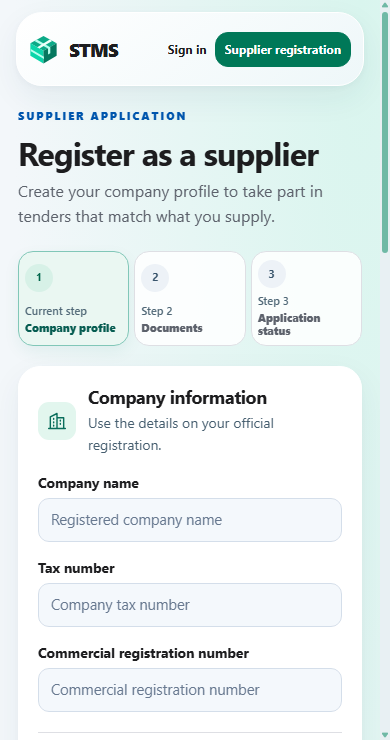 STMS
Sign in
Supplier registration
SUPPLIER APPLICATION
Register as a supplier
Create your company profile to take part in
tenders that match what you supply.
1
Current step
Company profile
2
Step 2
Documents
3
Step 3
Application
status
Company information
Use the details on your official
registration.
Company name
Registered company name
Tax number
Company tax number
Commercial registration number
Commercial registration number